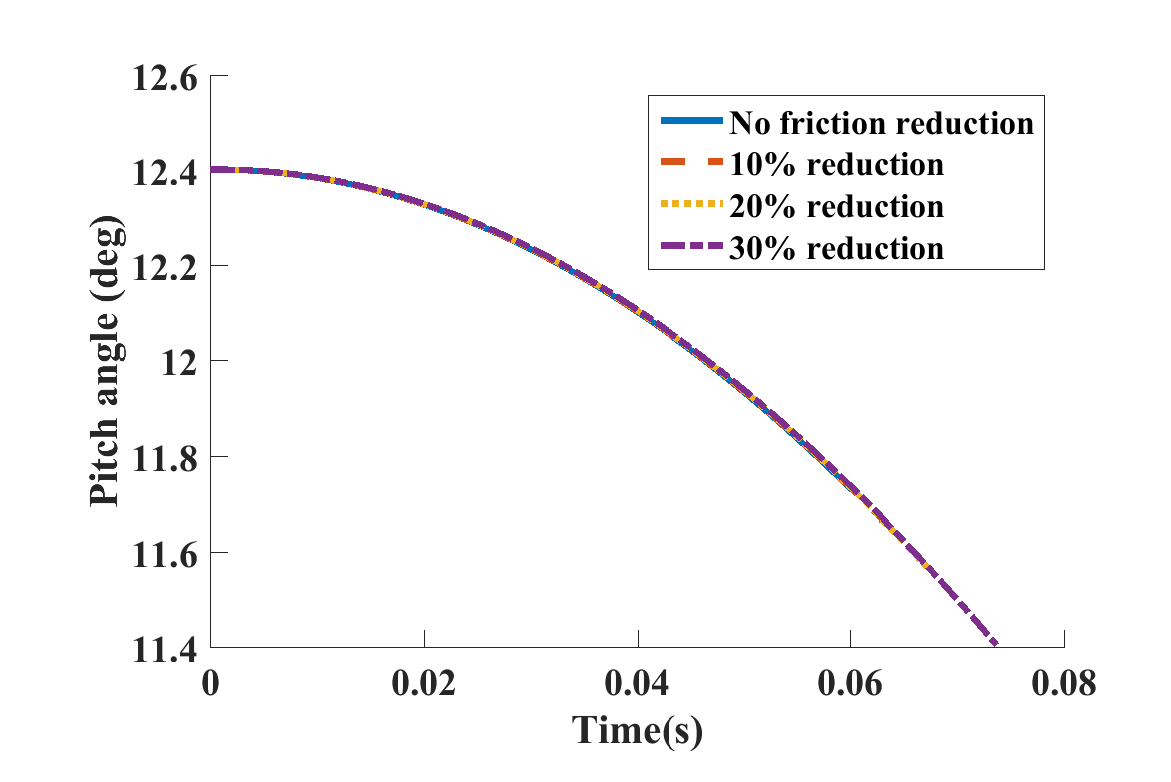 12.6
12.4
12.2
12
11.8
11.6
11.4
Pitch angle (deg)
0
0.02
0.04
0.06
0.08
Time(s)
No friction reduction
10% reduction
20% reduction
30% reduction